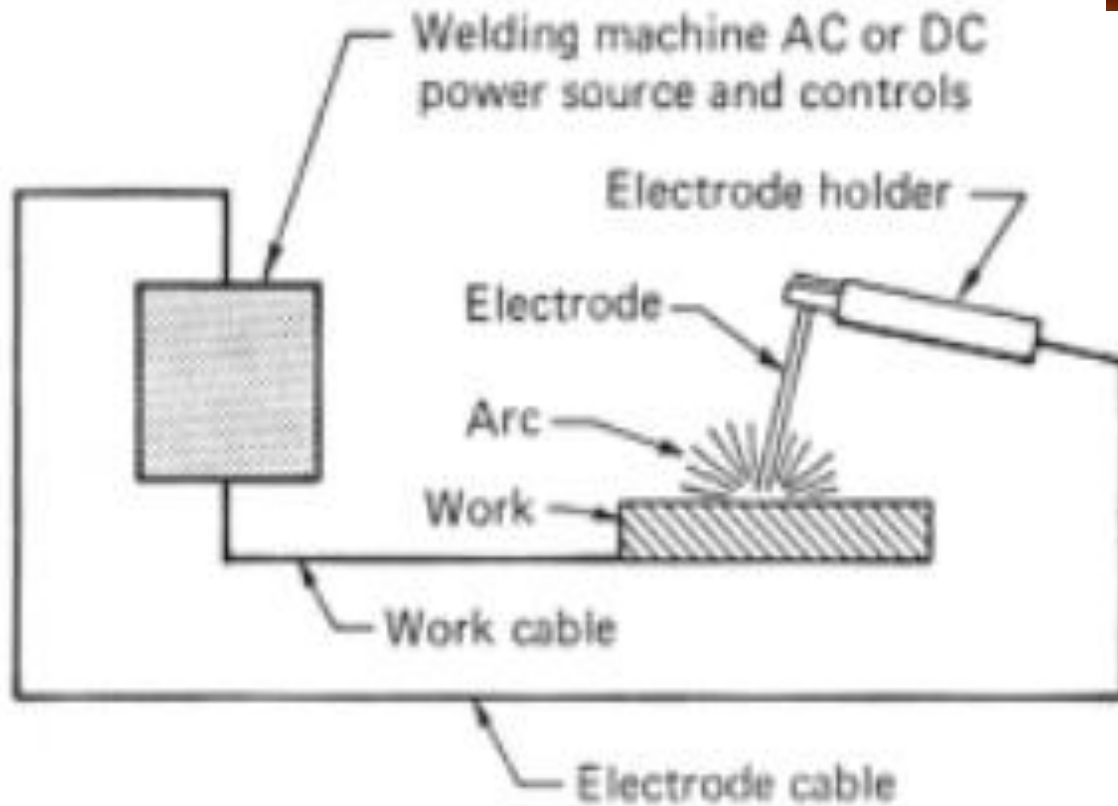 Welding machine AC or DC
power source and controls
Electrode holder
Electrode
Arc
Work
Work cable
Electrode cable